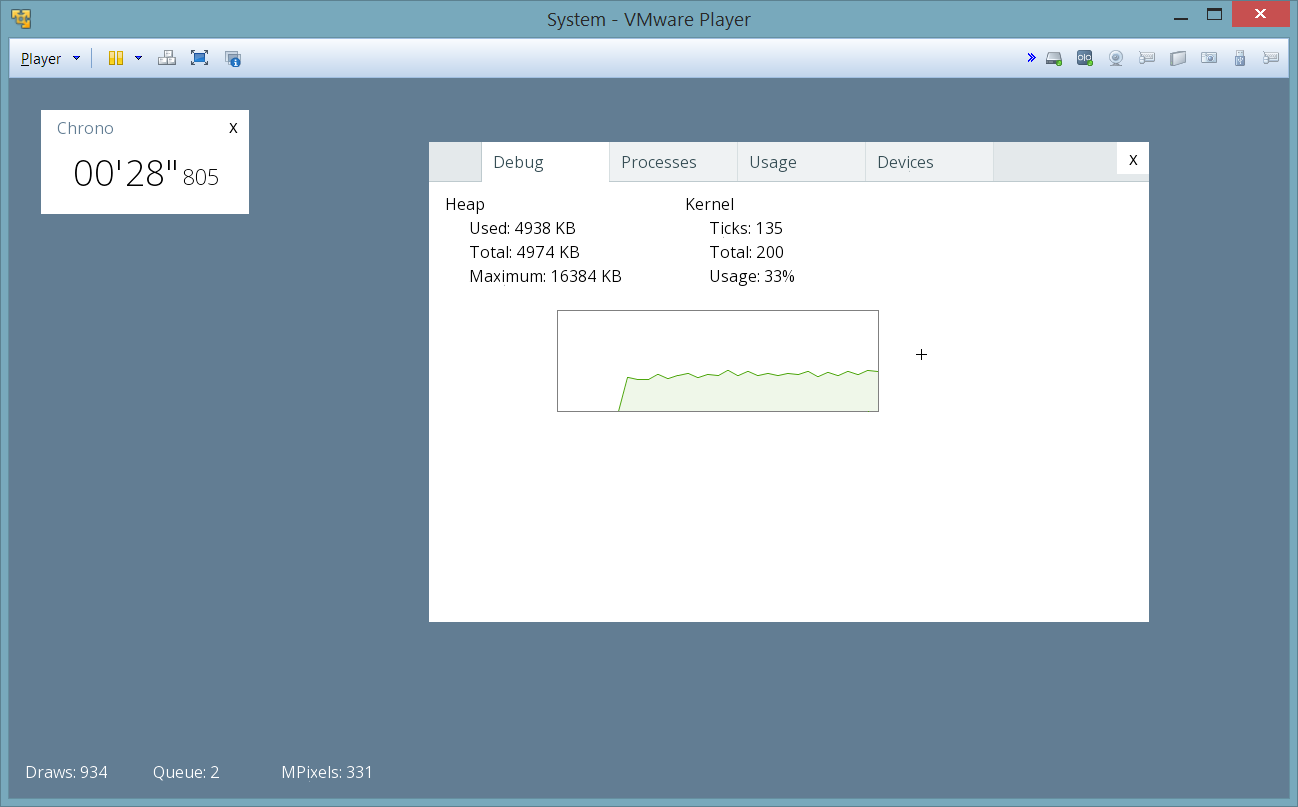 System - VMware Player
Player
Chrono X
00'28" 805
Debug Processes Usage Devices X
Heap Kernel
Used: 4938 KB Ticks: 135
Total: 4974 KB Total: 200
Maximum: 16384 KB Usage: 33%
Draws: 934 Queue: 2 MPixels: 331